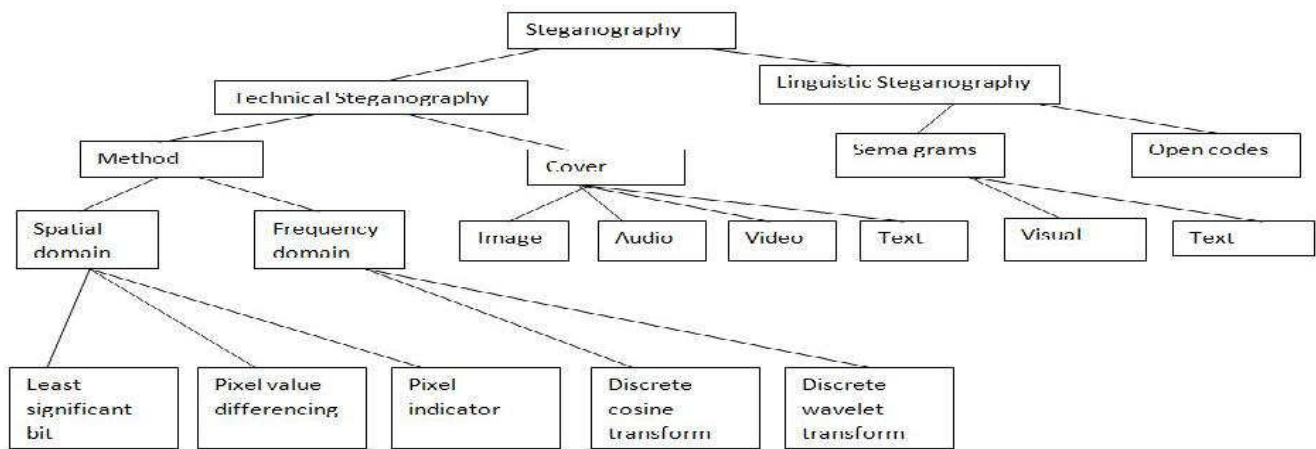 Steganography
Technical Steganography
Linguistic Steganography
Method
Cover
Sema grams
Open codes
Spatial
domain
Frequency
domain
Image
Audio
Video
Text
Visual
Text
Least
significant
bit
Pixel value
differencing
Pixel
indicator
Discrete
cosine
transform
Discrete
wavelet
transform